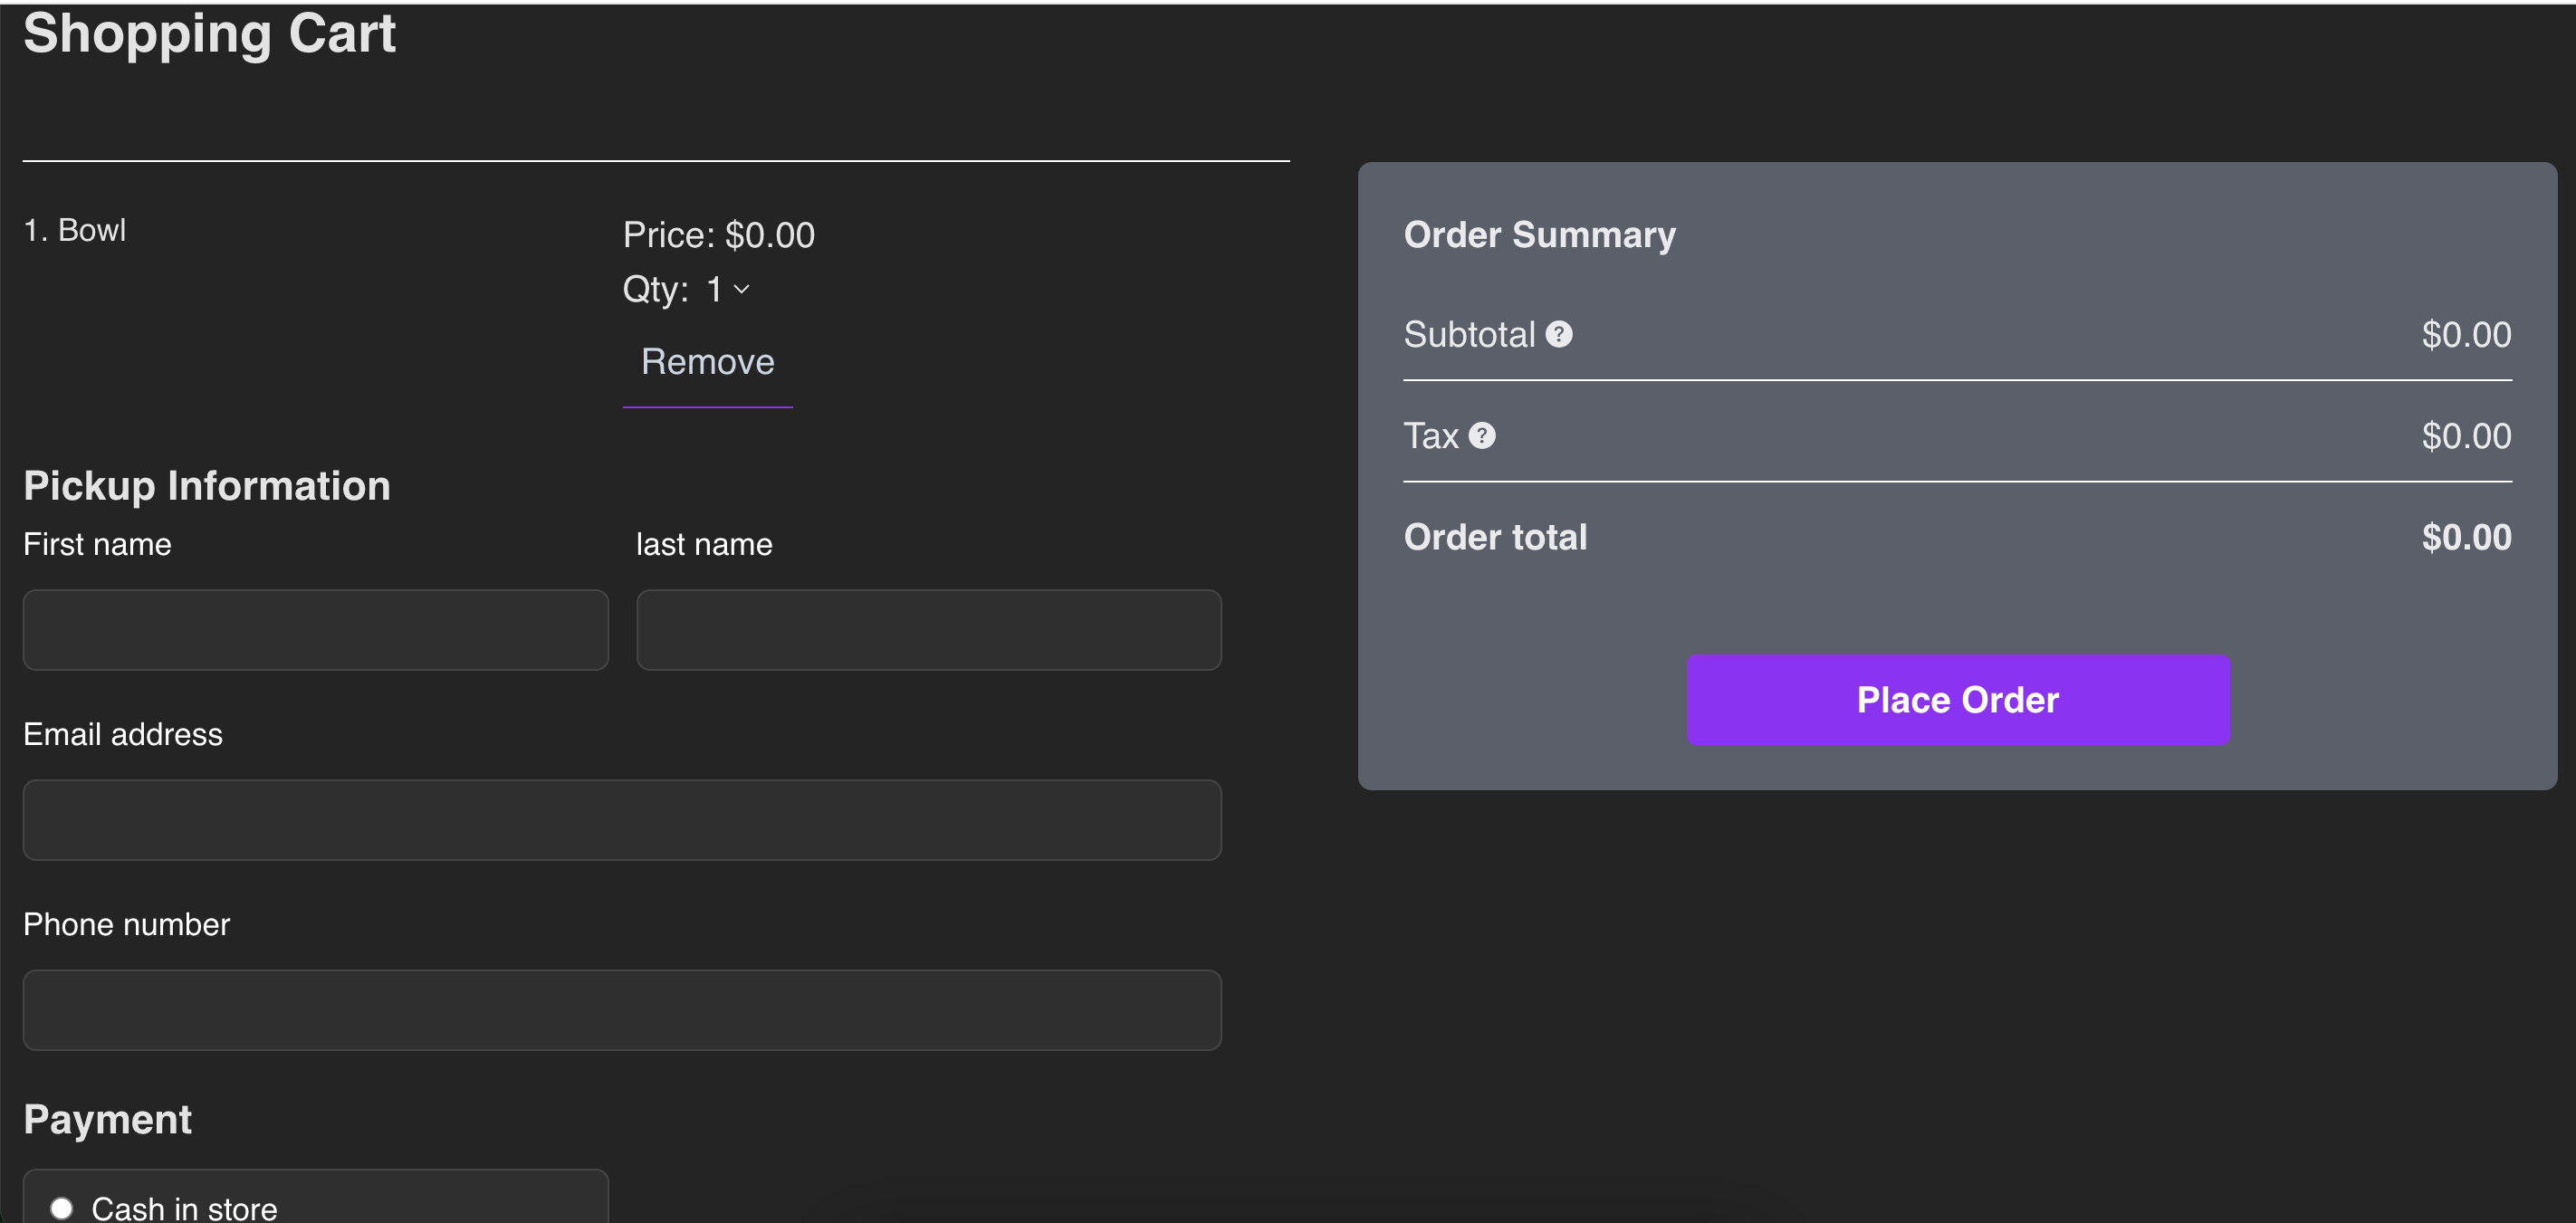 Shopping Cart
1. Bowl
Price: $0.00
Qty: 1
Remove
Pickup Information
First name
last name
Email address
Phone number
Payment
Cash in store
Order Summary
Subtotal ?
$0.00
Tax ?
$0.00
Order total
$0.00
Place Order